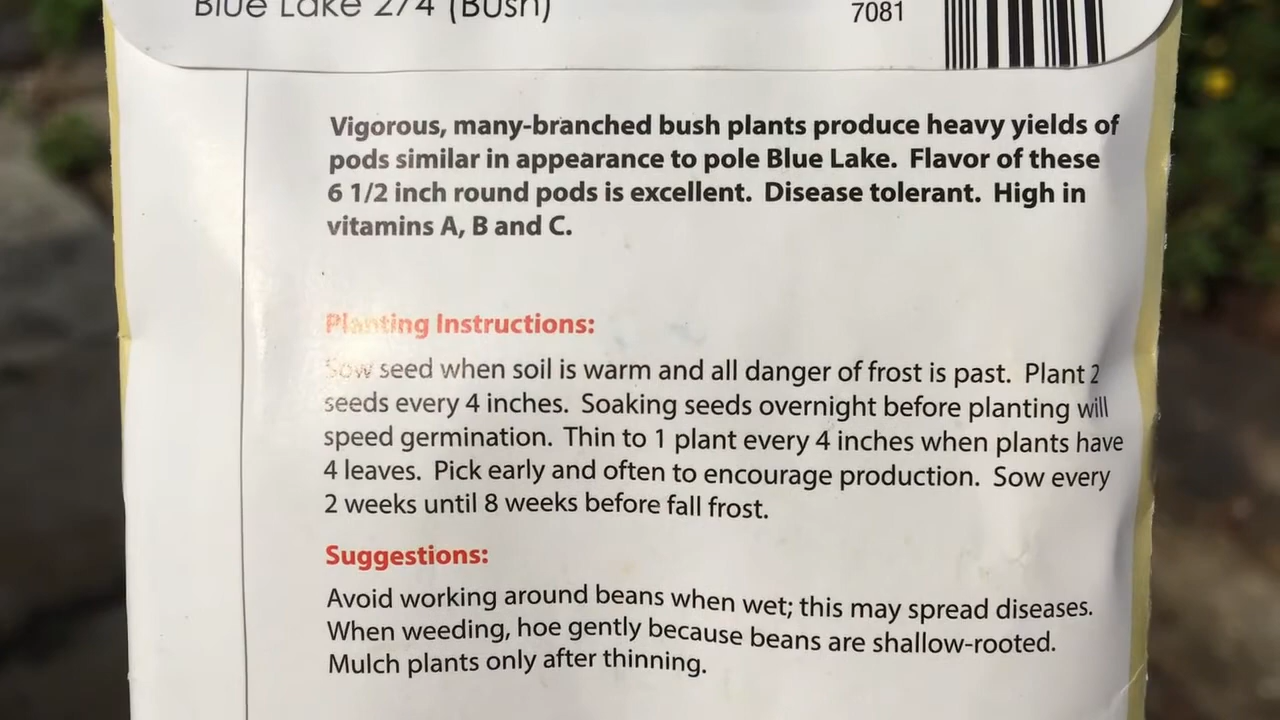 Blue Lake 274 (Bush)
7081
Vigorous, many-branched bush plants produce heavy yields of
pods similar in appearance to pole Blue Lake. Flavor of these
6 1/2 inch round pods is excellent. Disease tolerant. High in
vitamins A, B and C.
Planting Instructions:
Sow seed when soil is warm and all danger of frost is past. Plant 2
seeds every 4 inches. Soaking seeds overnight before planting will
speed germination. Thin to 1 plant every 4 inches when plants have
4 leaves. Pick early and often to encourage production. Sow every
2 weeks until 8 weeks before fall frost.
Suggestions:
Avoid working around beans when wet; this may spread diseases.
When weeding, hoe gently because beans are shallow-rooted.
Mulch plants only after thinning.